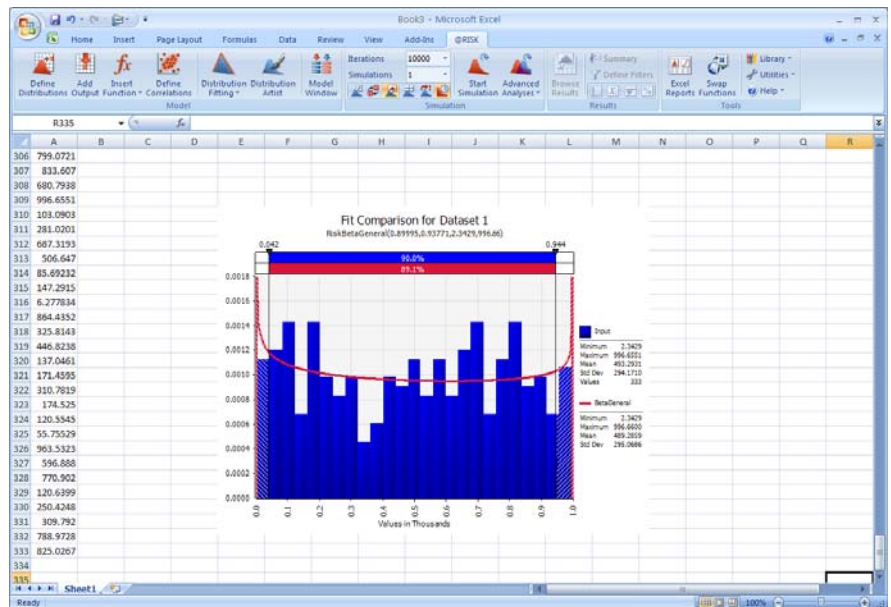 Book3 - Microsoft Excel
Home Insert Page Layout Formulas Data Review View Add-Ins @RISK
Define Distributions
Add Output
Insert Function
Define Correlations
Model
Distribution Fitting
Distribution Artist
Model Window
Iterations 10000
Simulations 1
Start Simulation
Advanced Analyses
Simulation
Browse Results
Summary
Define Filters
Results
Excel Reports
Swap Functions
Library
Utilities
Help
Tools
R335 fx
A B C D E F G H I J K L M N O P Q R
306 799.0721
307 833.607
308 680.7938
309 996.6551
310 103.0903
311 281.0201
312 687.3193
313 506.647
314 85.69232
315 147.2915
316 6.277834
317 864.4352
318 325.8143
319 446.8238
320 137.0461
321 171.4595
322 310.7819
323 174.525
324 120.5545
325 55.75529
326 963.5323
327 596.888
328 770.902
329 120.6399
330 250.4248
331 309.792
332 788.9728
333 825.0267
334
335
Fit Comparison for Dataset 1
RiskBetaGeneral(0.89995,0.93771,2.3429,996.66)
0.042 0.944
90.0%
89.1%
0.0018
0.0016
0.0014
0.0012
0.0010
0.0008
0.0006
0.0004
0.0002
0.0000
0.0 0.1 0.2 0.3 0.4 0.5 0.6 0.7 0.8 0.9 1.0
Values in Thousands
Input
Minimum 2.3429
Maximum 996.6551
Mean 493.2931
Std Dev 294.1710
Values 333
BetaGeneral
Minimum 2.3429
Maximum 996.6600
Mean 489.2859
Std Dev 295.0686
Sheet1
Ready 100%